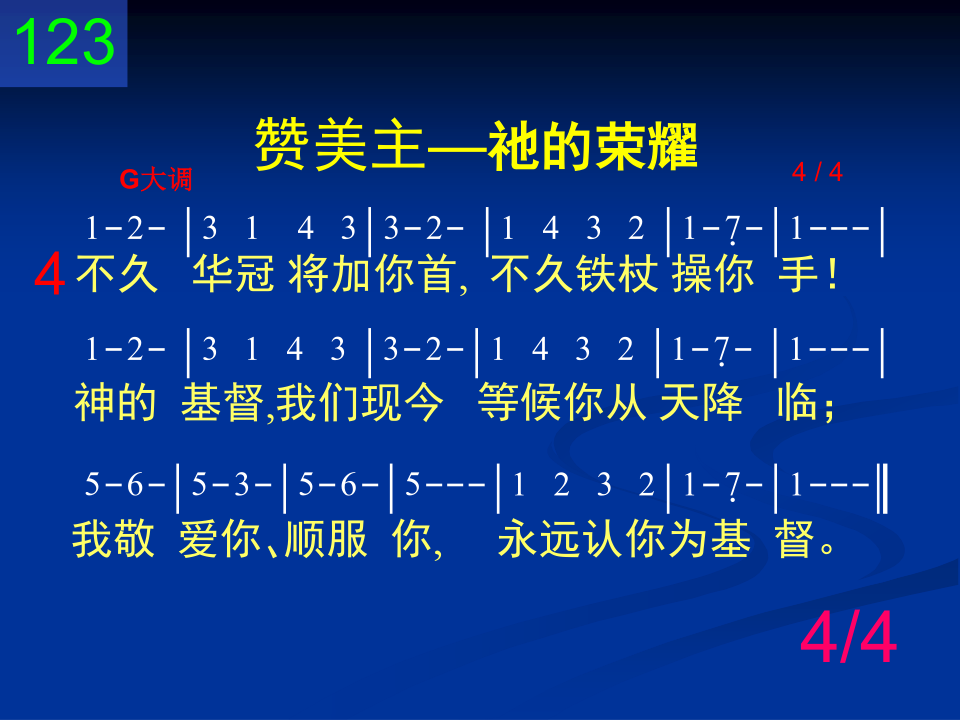 123
赞美主—祂的荣耀
G大调
4 / 4
1-2- |3 1 4 3|3-2- |1 4 3 2|1-7̣-|1---|
4 不久 华冠 将加你首, 不久铁杖 操你 手！
1-2- |3 1 4 3 |3-2-|1 4 3 2 |1-7̣- |1---|
神的 基督,我们现今 等候你从 天降 临；
5-6-|5-3-|5-6-|5---|1 2 3 2|1-7̣-|1---‖
我敬 爱你、顺服 你, 永远认你为基 督。
4/4